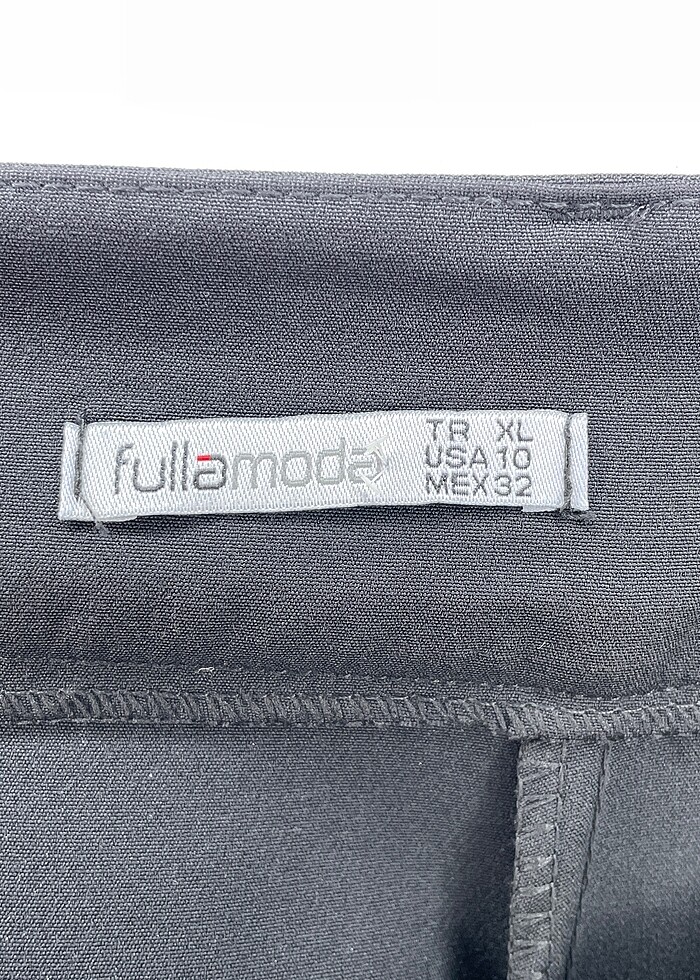 fullamoda
TR XL
USA 10
MEX 32